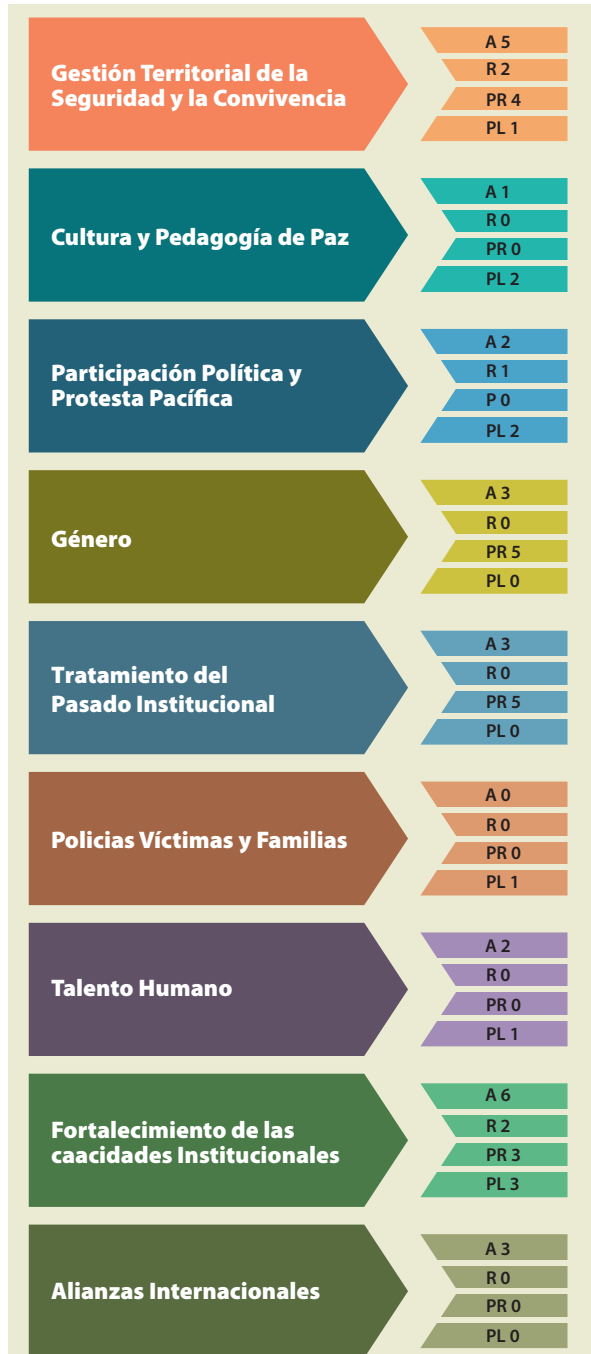 Gestión Territorial de la
Seguridad y la Convivencia
A 5
R 2
PR 4
PL 1
Cultura y Pedagogía de Paz
A 1
R 0
PR 0
PL 2
Participación Política y
Protesta Pacífica
A 2
R 1
P 0
PL 2
Género
A 3
R 0
PR 5
PL 0
Tratamiento del
Pasado Institucional
A 3
R 0
PR 5
PL 0
Policias Víctimas y Familias
A 0
R 0
PR 0
PL 1
Talento Humano
A 2
R 0
PR 0
PL 1
Fortalecimiento de las
caacidades Institucionales
A 6
R 2
PR 3
PL 3
Alianzas Internacionales
A 3
R 0
PR 0
PL 0